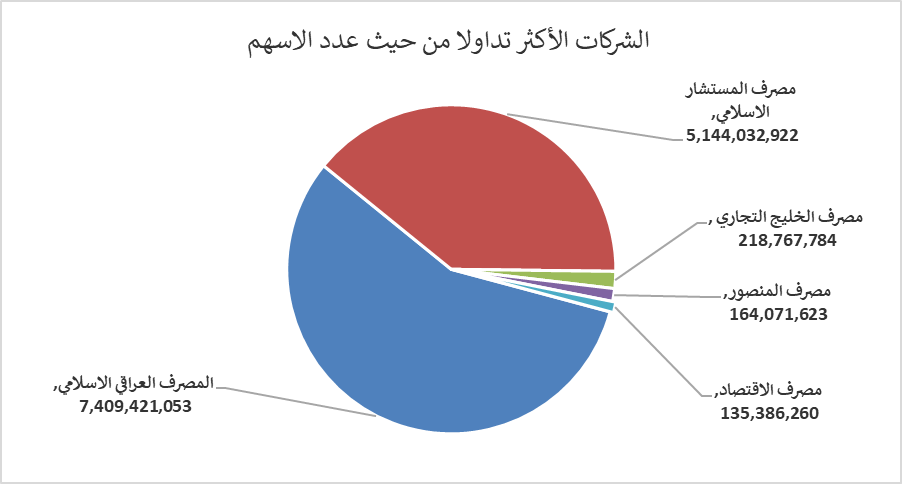 الشركات الأكثر تداولا من حيث عدد الاسهم
مصرف المستشار
الاسلامي,
5,144,032,922
مصرف الخليج التجاري ,
218,767,784
مصرف المنصور,
164,071,623
مصرف الاقتصاد,
135,386,260
المصرف العراقي الاسلامي,
7,409,421,053